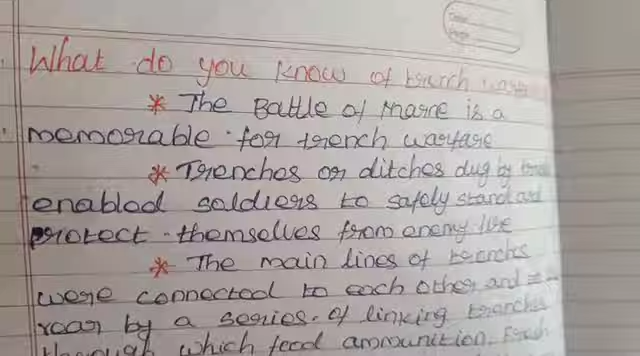 What do you know of trench
* The Battle of Marne is a
memorable for trench warfare
* Trenches or ditches dug by
enabled soldiers to safely stand and
protect themselves from enemy
* The main lines of trenches
were connected to each other and
rear by a series of linking trenches
through which food ammunition,